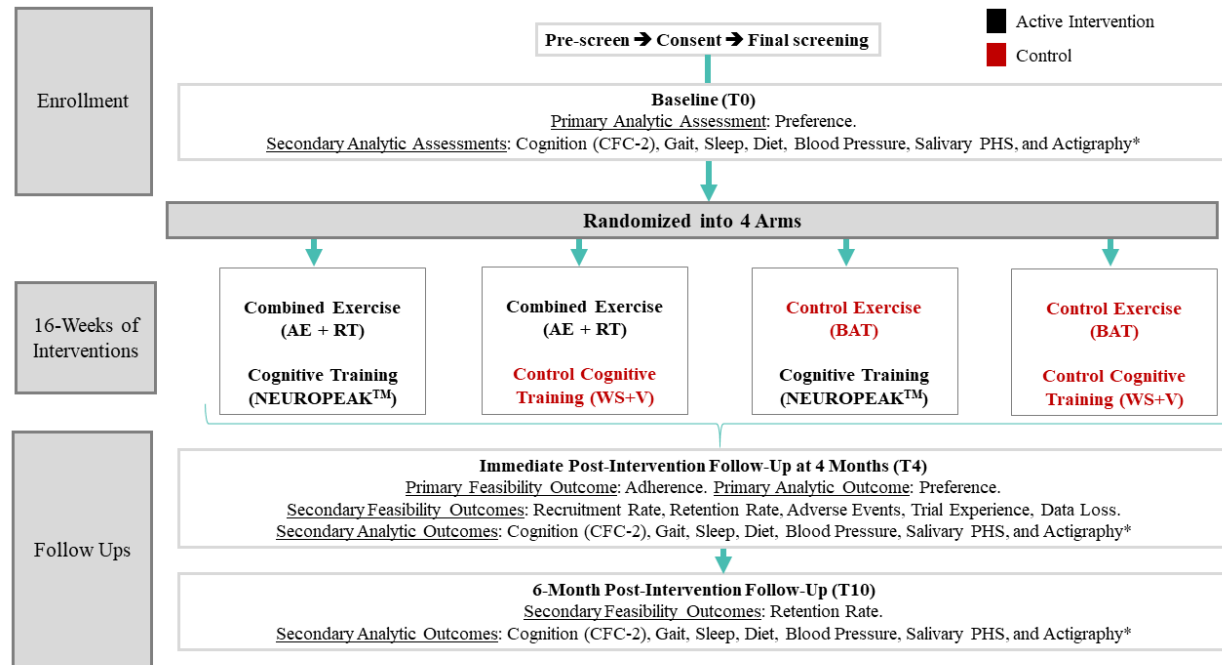 Active Intervention
Control
Pre-screen ➔ Consent ➔ Final screening
Enrollment
Baseline (T0)
Primary Analytic Assessment: Preference.
Secondary Analytic Assessments: Cognition (CFC-2), Gait, Sleep, Diet, Blood Pressure, Salivary PHS, and Actigraphy*
Randomized into 4 Arms
16-Weeks of
Interventions
Combined Exercise
(AE + RT)
Cognitive Training
(NEUROPEAK™)
Combined Exercise
(AE + RT)
Control Cognitive
Training (WS+V)
Control Exercise
(BAT)
Cognitive Training
(NEUROPEAK™)
Control Exercise
(BAT)
Control Cognitive
Training (WS+V)
Follow Ups
Immediate Post-Intervention Follow-Up at 4 Months (T4)
Primary Feasibility Outcome: Adherence. Primary Analytic Outcome: Preference.
Secondary Feasibility Outcomes: Recruitment Rate, Retention Rate, Adverse Events, Trial Experience, Data Loss.
Secondary Analytic Outcomes: Cognition (CFC-2), Gait, Sleep, Diet, Blood Pressure, Salivary PHS, and Actigraphy*
6-Month Post-Intervention Follow-Up (T10)
Secondary Feasibility Outcomes: Retention Rate.
Secondary Analytic Outcomes: Cognition (CFC-2), Gait, Sleep, Diet, Blood Pressure, Salivary PHS, and Actigraphy*